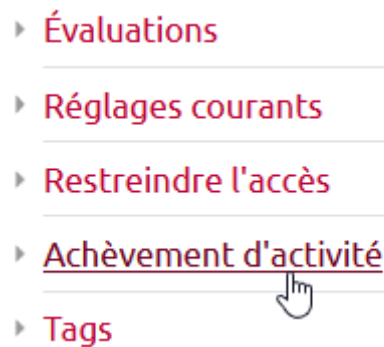 Évaluations
Réglages courants
Restreindre l'accès
Achèvement d'activité
Tags